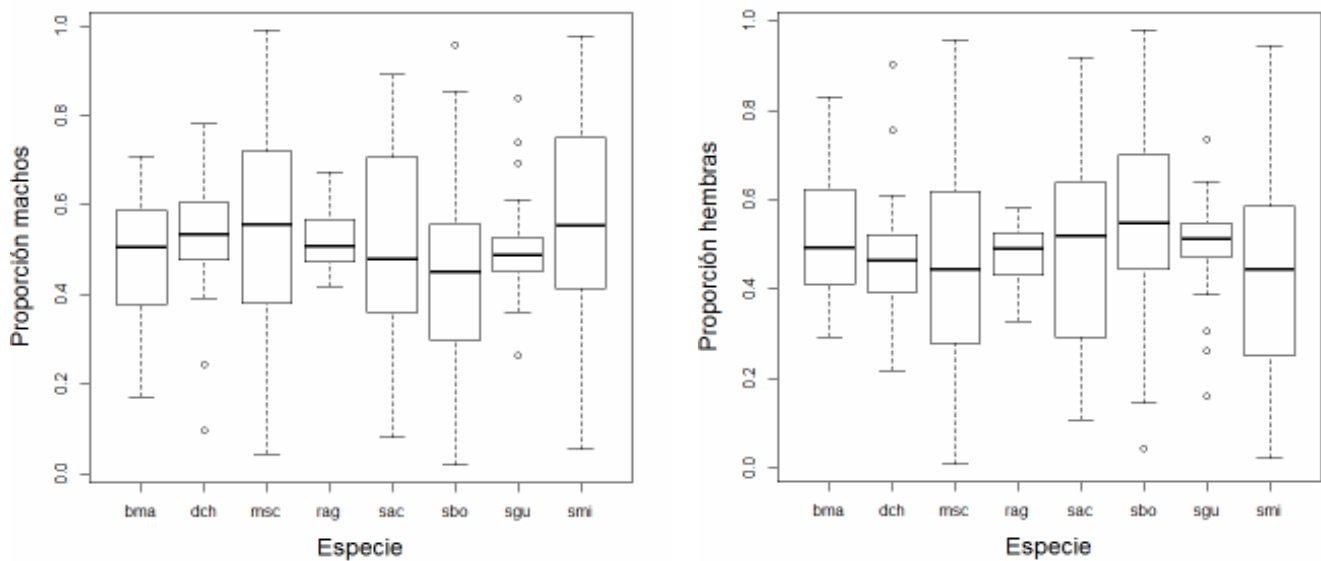 Proporción machos
1.0
0.8
0.6
0.4
0.2
0.0
bma dch msc rag sac sbo sgu smi
Especie
Proporción hembras
1.0
0.8
0.6
0.4
0.2
0.0
bma dch msc rag sac sbo sgu smi
Especie